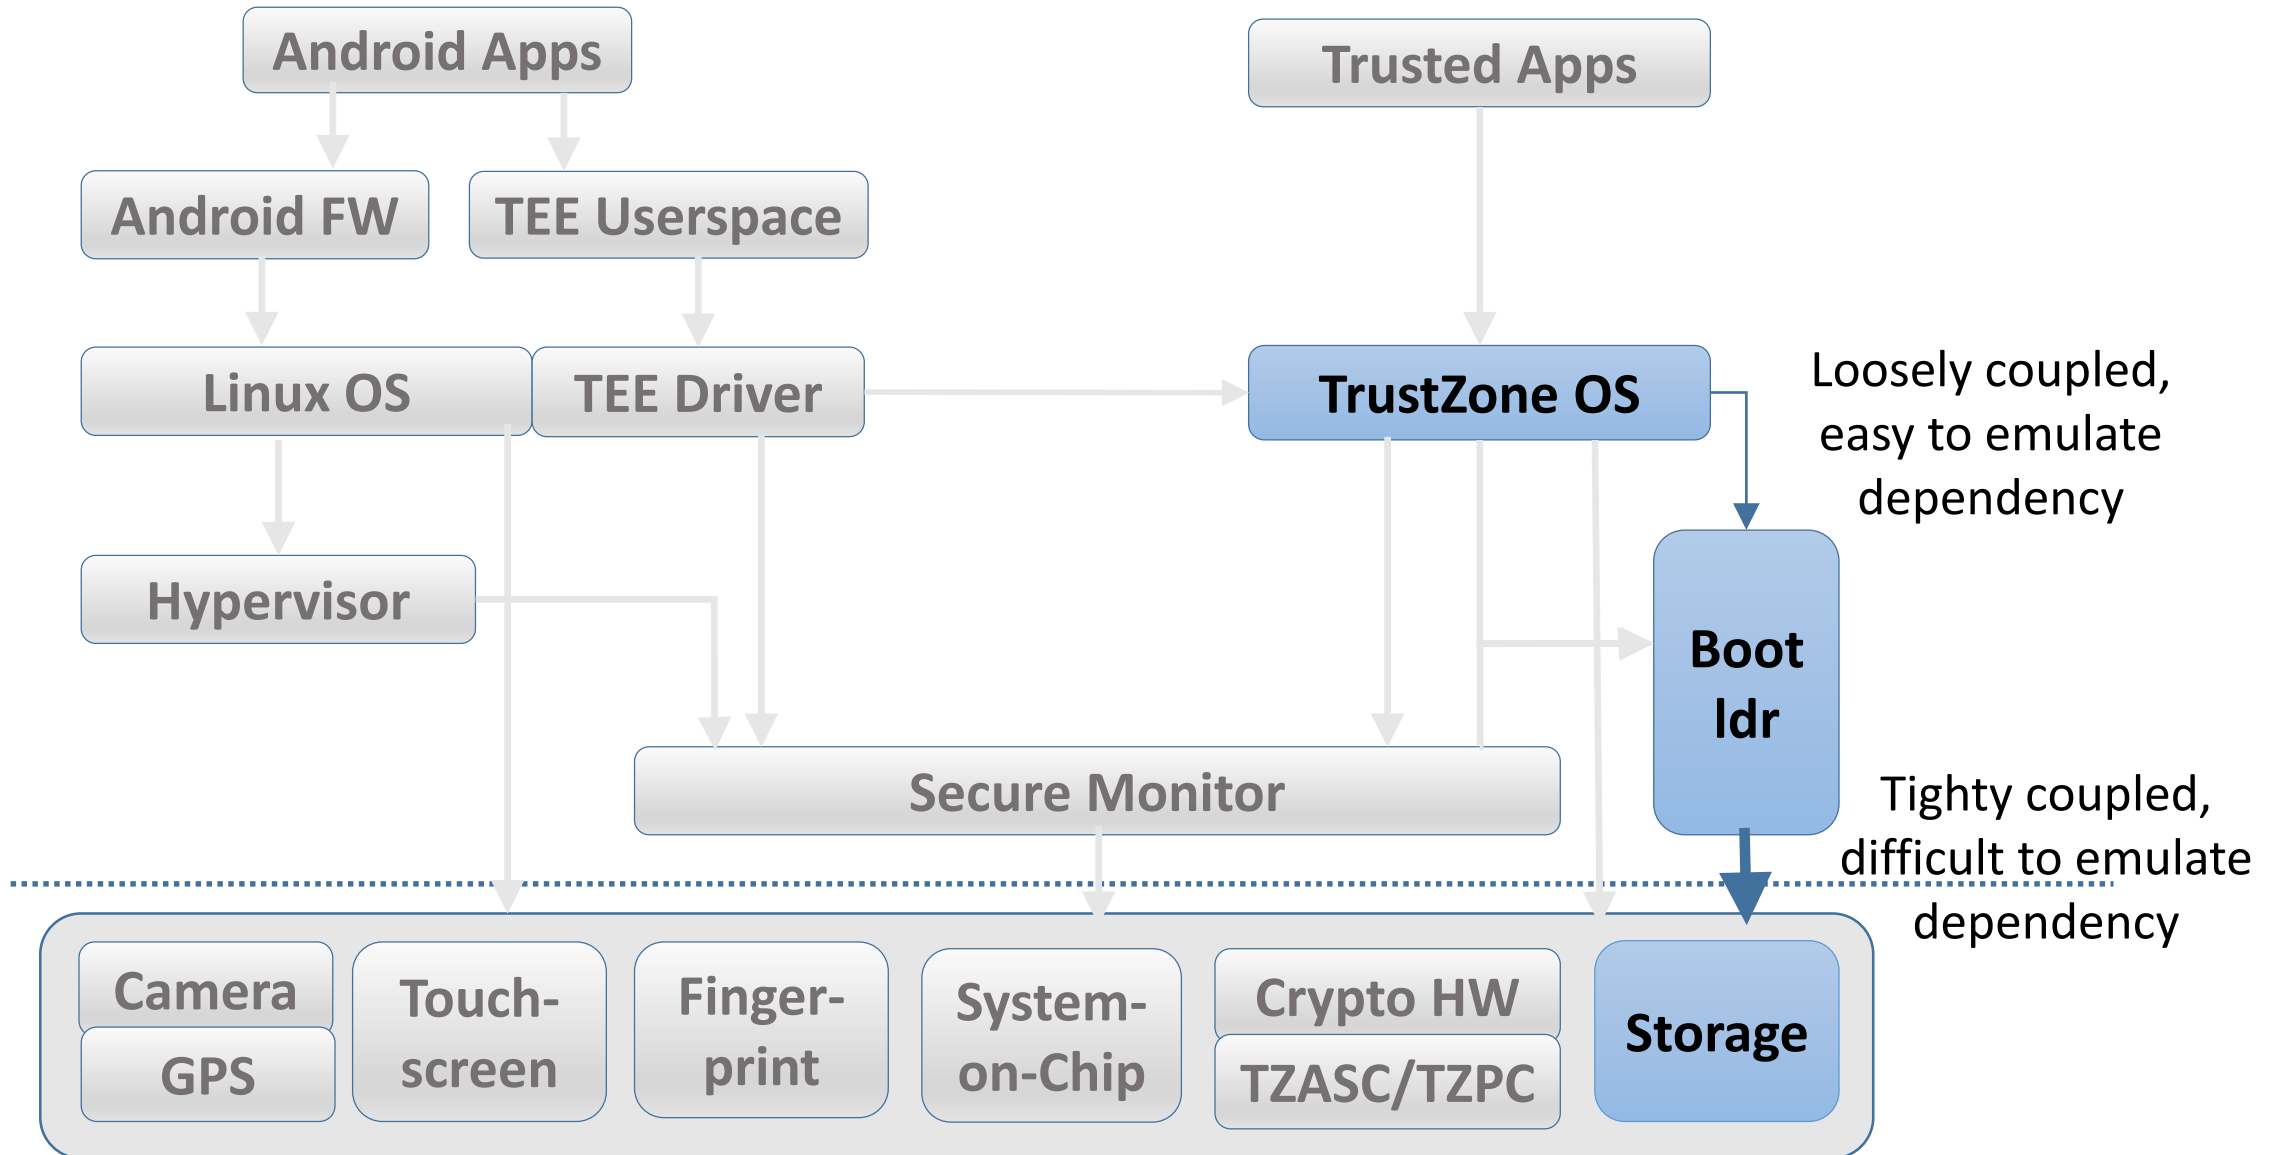 Android Apps
Trusted Apps
Android FW
TEE Userspace
Linux OS
TEE Driver
TrustZone OS
Loosely coupled,
easy to emulate
dependency
Hypervisor
Boot
ldr
Secure Monitor
Tighty coupled,
difficult to emulate
dependency
Camera
GPS
Touch-
screen
Finger-
print
System-
on-Chip
Crypto HW
TZASC/TZPC
Storage